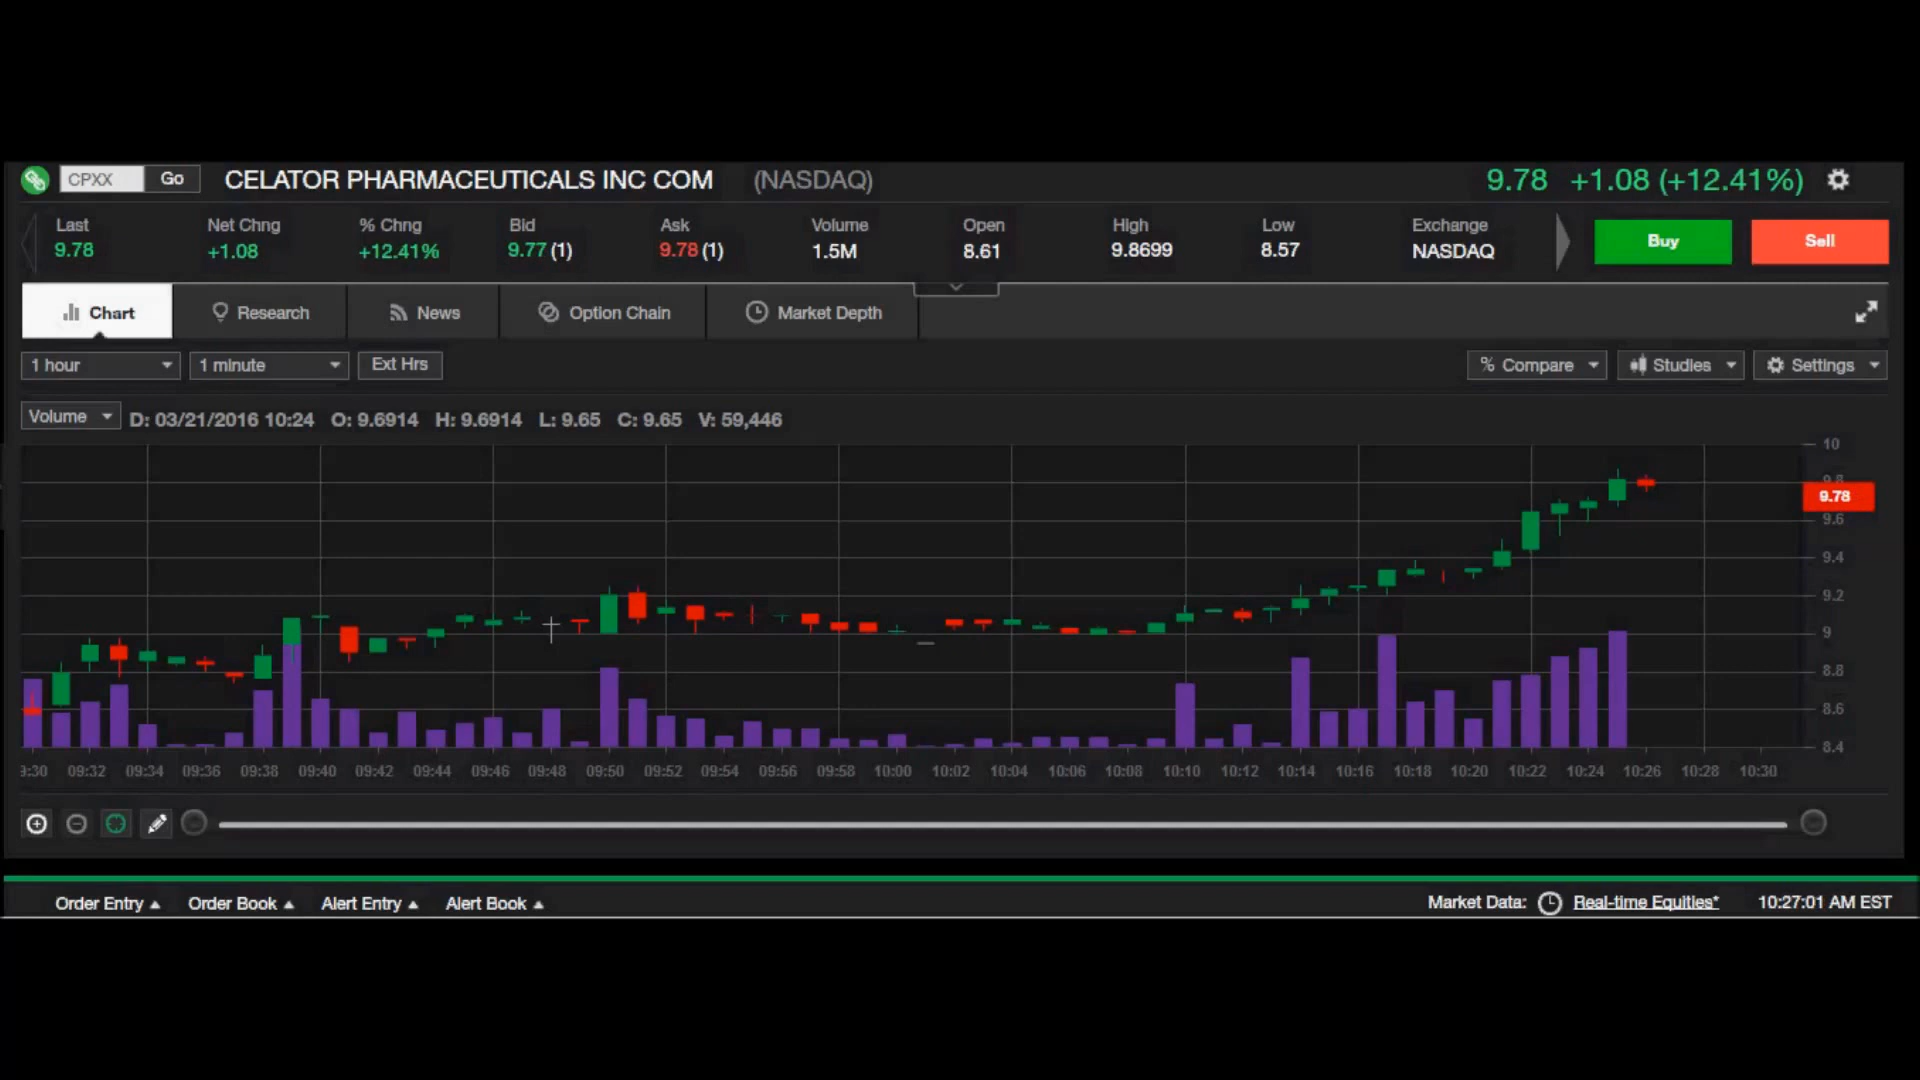 CPXX Go CELATOR PHARMACEUTICALS INC COM (NASDAQ) 9.78 +1.08 (+12.41%)
Last Net Chng % Chng Bid Ask Volume Open High Low Exchange
9.78 +1.08 +12.41% 9.77 (1) 9.78 (1) 1.5M 8.61 9.8699 8.57 NASDAQ Buy Sell
Chart Research News Option Chain Market Depth
1 hour 1 minute Ext Hrs % Compare Studies Settings
Volume D: 03/21/2016 10:24 O: 9.6914 H: 9.6914 L: 9.65 C: 9.65 V: 59,446
10
9.8
9.78
9.6
9.4
9.2
9
8.8
8.6
8.4
9:30 09:32 09:34 09:36 09:38 09:40 09:42 09:44 09:46 09:48 09:50 09:52 09:54 09:56 09:58 10:00 10:02 10:04 10:06 10:08 10:10 10:12 10:14 10:16 10:18 10:20 10:22 10:24 10:26 10:28 10:30
Order Entry Order Book Alert Entry Alert Book Market Data: Real-time Equities* 10:27:01 AM EST